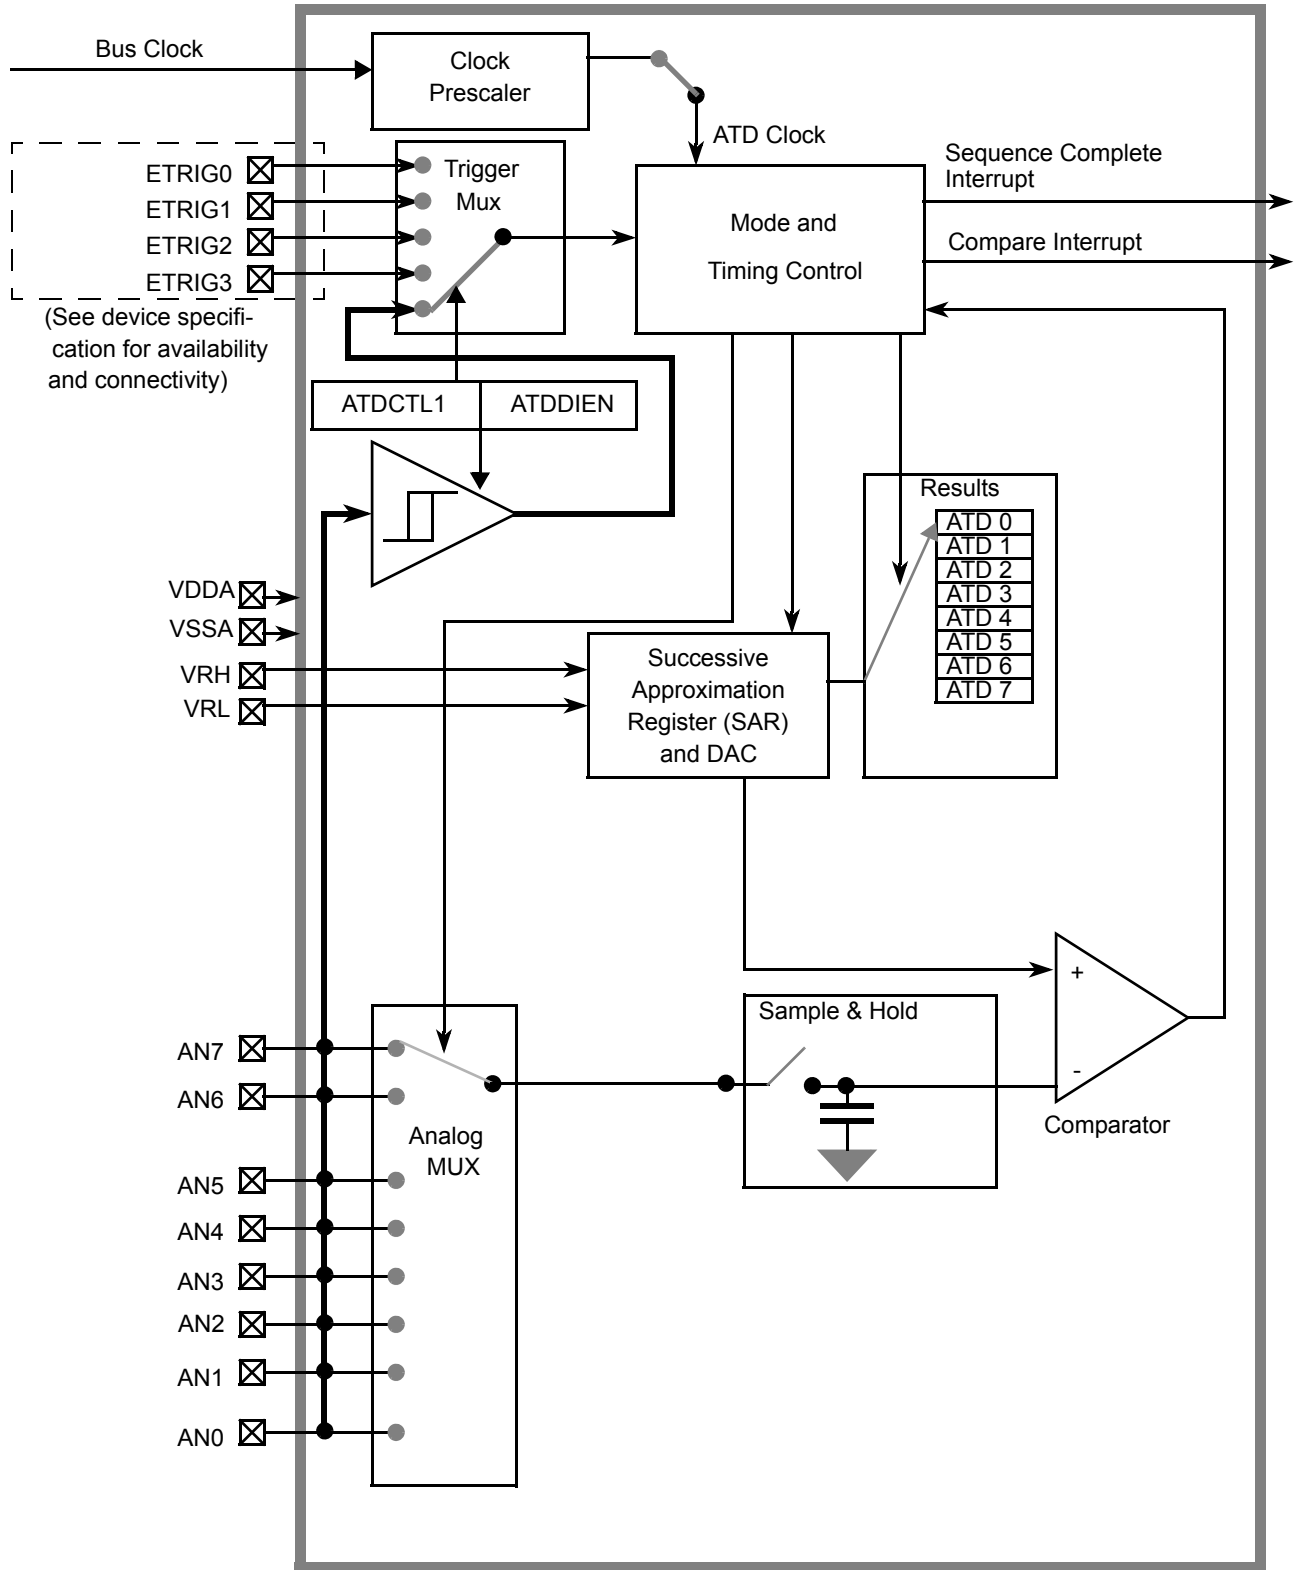 Bus Clock
Clock
Prescaler
ATD Clock
ETRIG0
ETRIG1
ETRIG2
ETRIG3
(See device specifi-
cation for availability
and connectivity)
Trigger
Mux
Mode and
Timing Control
Sequence Complete
Interrupt
Compare Interrupt
ATDCTL1
ATDDIEN
Results
ATD 0
ATD 1
ATD 2
ATD 3
ATD 4
ATD 5
ATD 6
ATD 7
VDDA
VSSA
VRH
VRL
Successive
Approximation
Register (SAR)
and DAC
+
-
Comparator
Sample & Hold
AN7
AN6
AN5
AN4
AN3
AN2
AN1
AN0
Analog
MUX